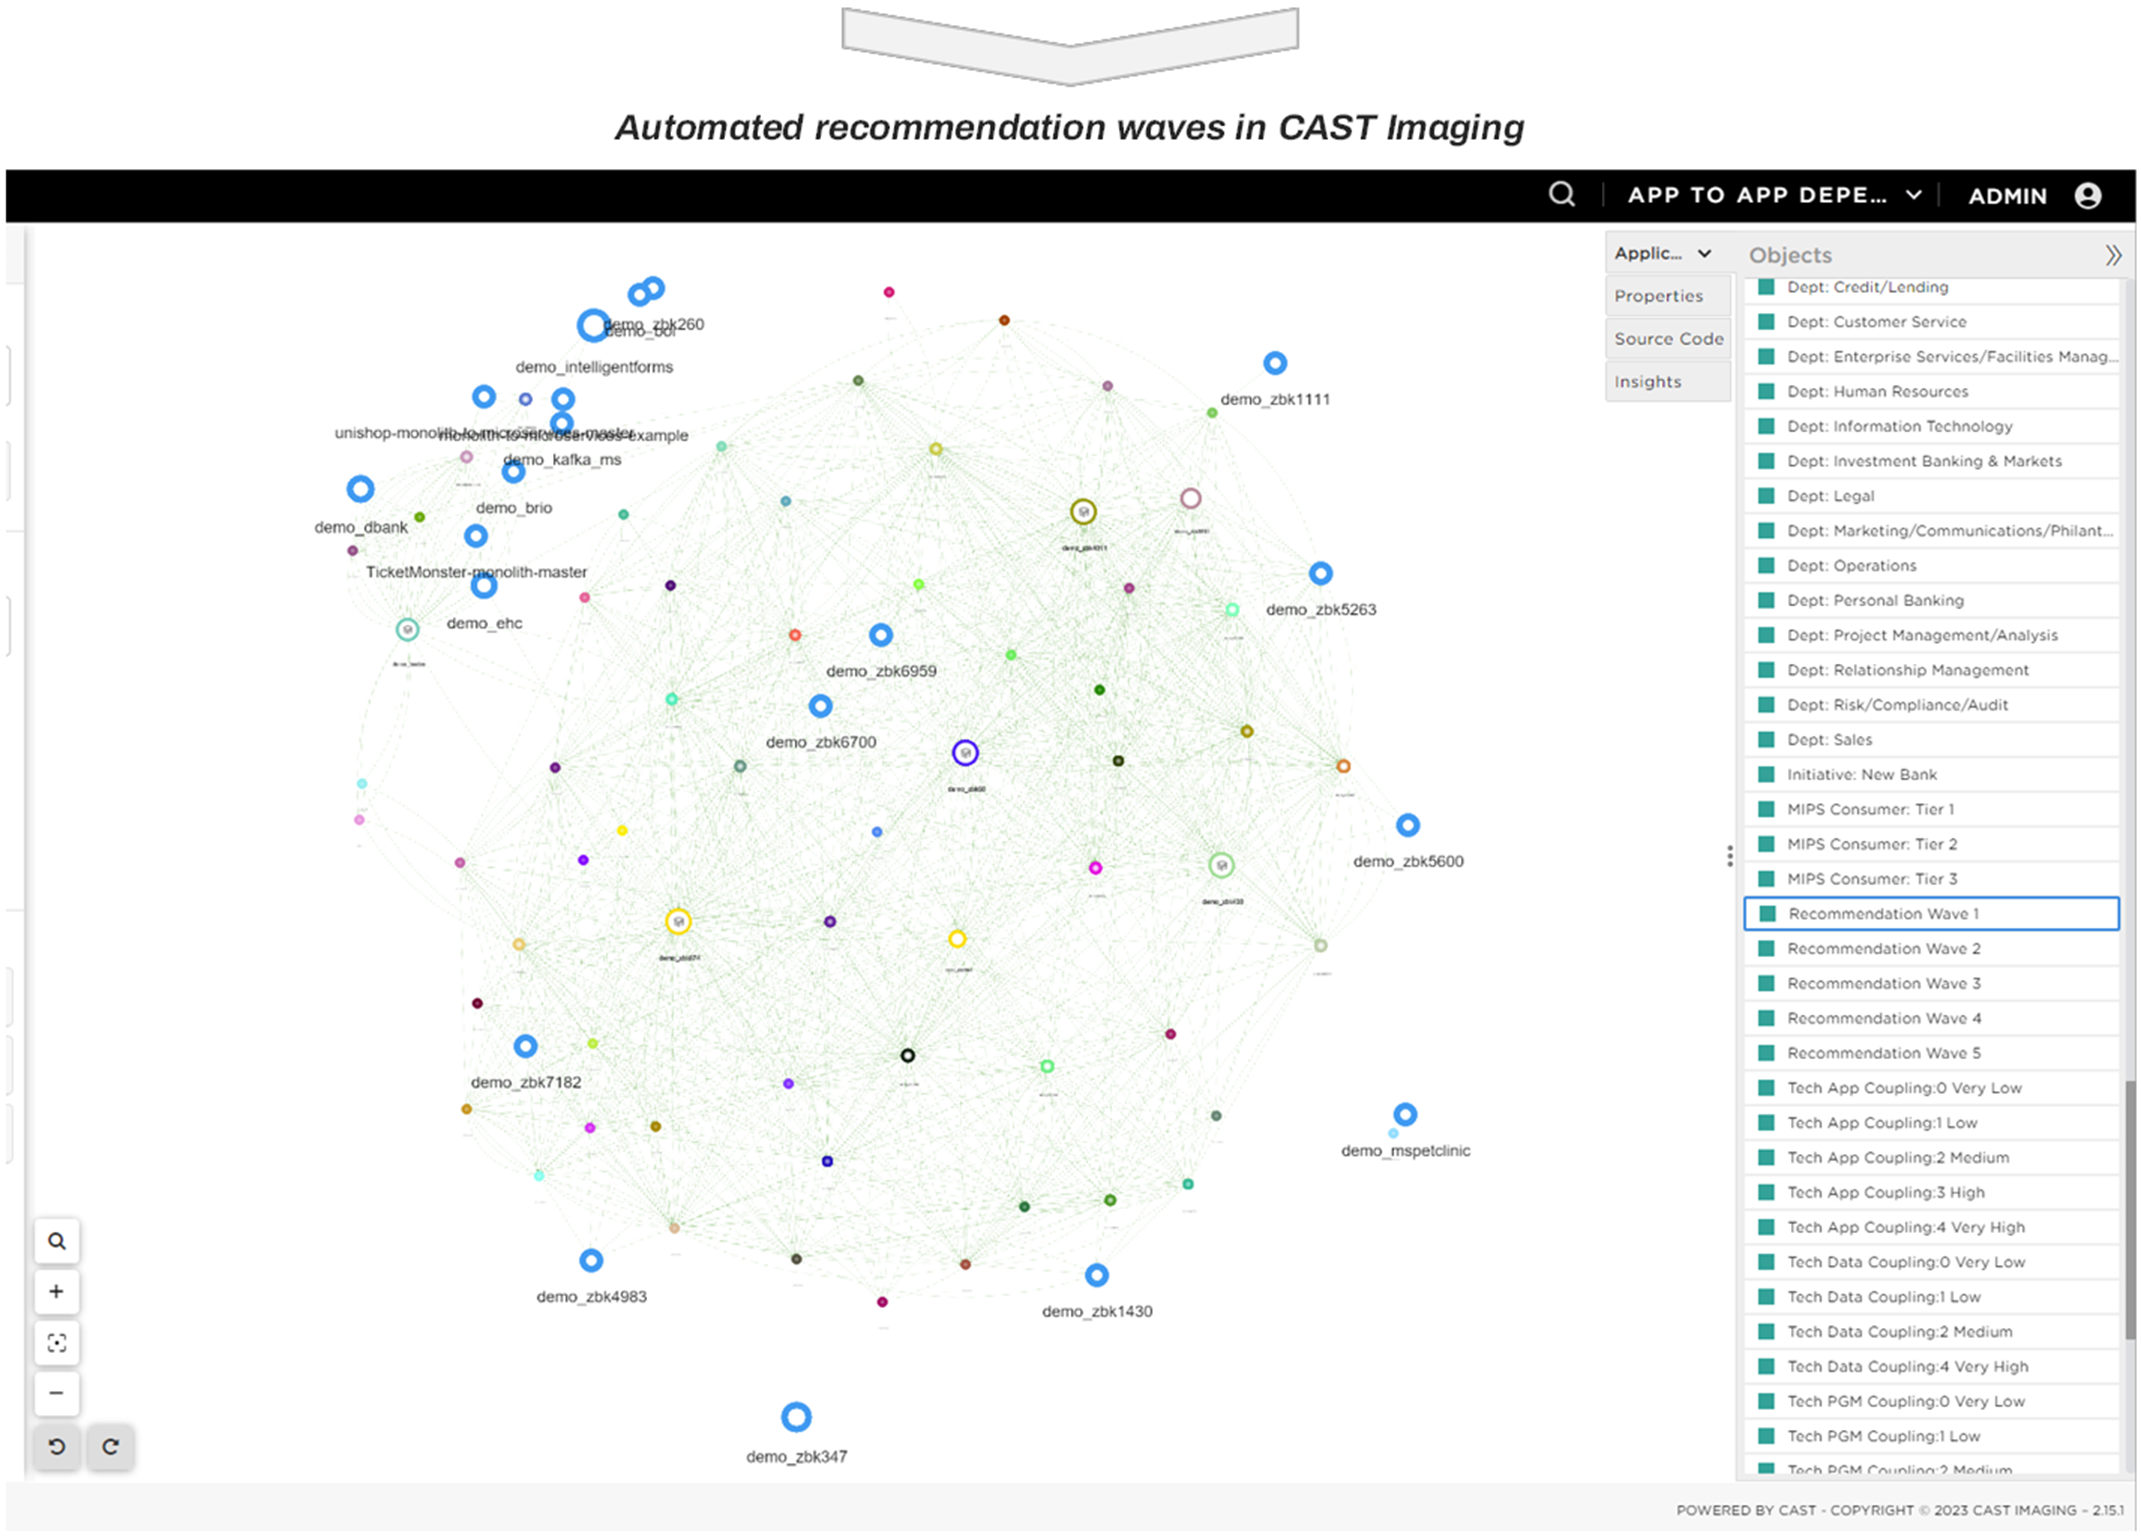 Automated recommendation waves in CAST Imaging
APP TO APP DEPE...
ADMIN
Applic...
Properties
Source Code
Insights
Objects
Dept: Credit/Lending
Dept: Customer Service
Dept: Enterprise Services/Facilities Manag...
Dept: Human Resources
Dept: Information Technology
Dept: Investment Banking & Markets
Dept: Legal
Dept: Marketing/Communications/Philant...
Dept: Operations
Dept: Personal Banking
Dept: Project Management/Analysis
Dept: Relationship Management
Dept: Risk/Compliance/Audit
Dept: Sales
Initiative: New Bank
MIPS Consumer: Tier 1
MIPS Consumer: Tier 2
MIPS Consumer: Tier 3
Recommendation Wave 1
Recommendation Wave 2
Recommendation Wave 3
Recommendation Wave 4
Recommendation Wave 5
Tech App Coupling:0 Very Low
Tech App Coupling:1 Low
Tech App Coupling:2 Medium
Tech App Coupling:3 High
Tech App Coupling:4 Very High
Tech Data Coupling:0 Very Low
Tech Data Coupling:1 Low
Tech Data Coupling:2 Medium
Tech Data Coupling:4 Very High
Tech PGM Coupling:0 Very Low
Tech PGM Coupling:1 Low
Tech PGM Coupling:2 Medium
demo_zbk260
demo_intelligentforms
demo_zbk1111
unishop-monolith-to-microservices-master
monolith-to-microservices-example
demo_kafka_ms
demo_brio
demo_dbank
TicketMonster-monolith-master
demo_zbk5263
demo_ehc
demo_zbk6959
demo_zbk6700
demo_zbk5600
demo_zbk7182
demo_mspetclinic
demo_zbk4983
demo_zbk1430
demo_zbk347
POWERED BY CAST - COPYRIGHT © 2023 CAST IMAGING - 2.15.1